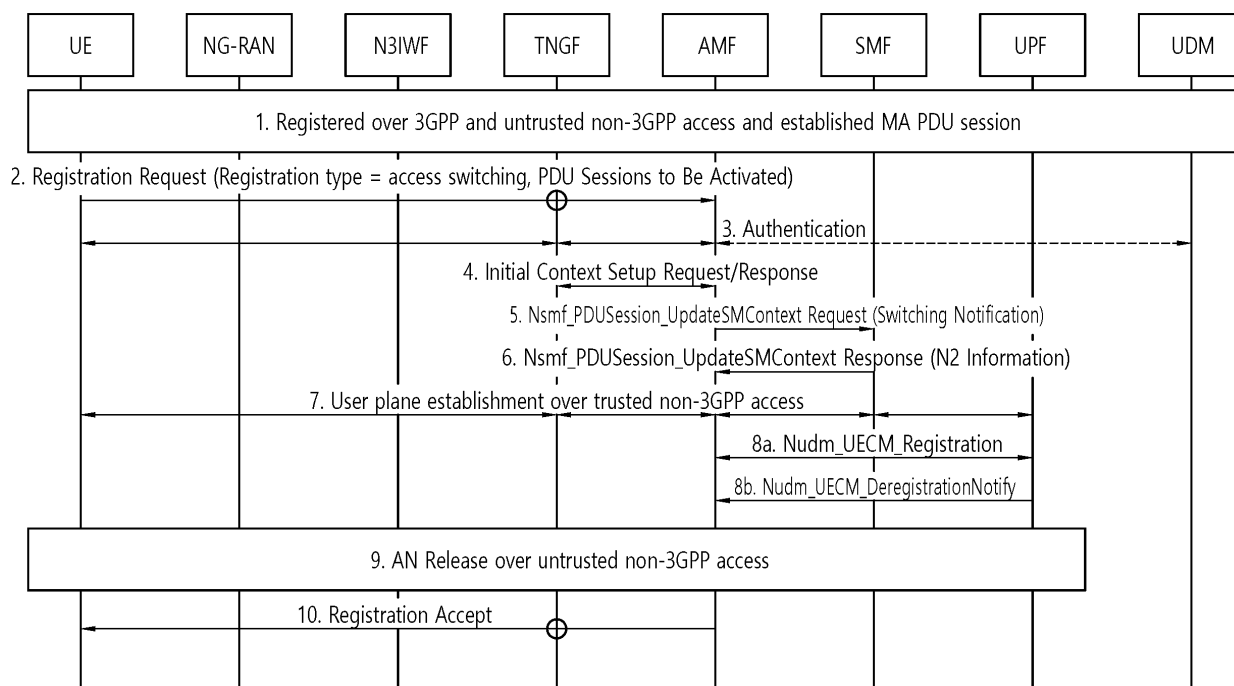 UE NG-RAN N3IWF TNGF AMF SMF UPF UDM
1. Registered over 3GPP and untrusted non-3GPP access and established MA PDU session
2. Registration Request (Registration type = access switching, PDU Sessions to Be Activated)
3. Authentication
4. Initial Context Setup Request/Response
5. Nsmf_PDUSession_UpdateSMContext Request (Switching Notification)
6. Nsmf_PDUSession_UpdateSMContext Response (N2 Information)
7. User plane establishment over trusted non-3GPP access
8a. Nudm_UECM_Registration
8b. Nudm_UECM_DeregistrationNotify
9. AN Release over untrusted non-3GPP access
10. Registration Accept